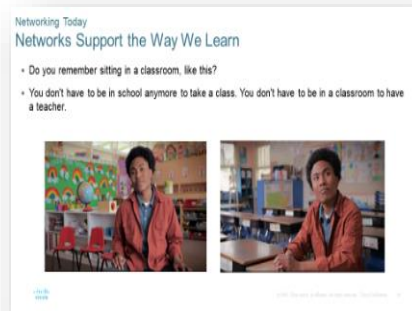 Networking Today
Networks Support the Way We Learn
▪ Do you remember sitting in a classroom, like this?
▪ You don't have to be in school anymore to take a class. You don't have to be in a classroom to have
a teacher.